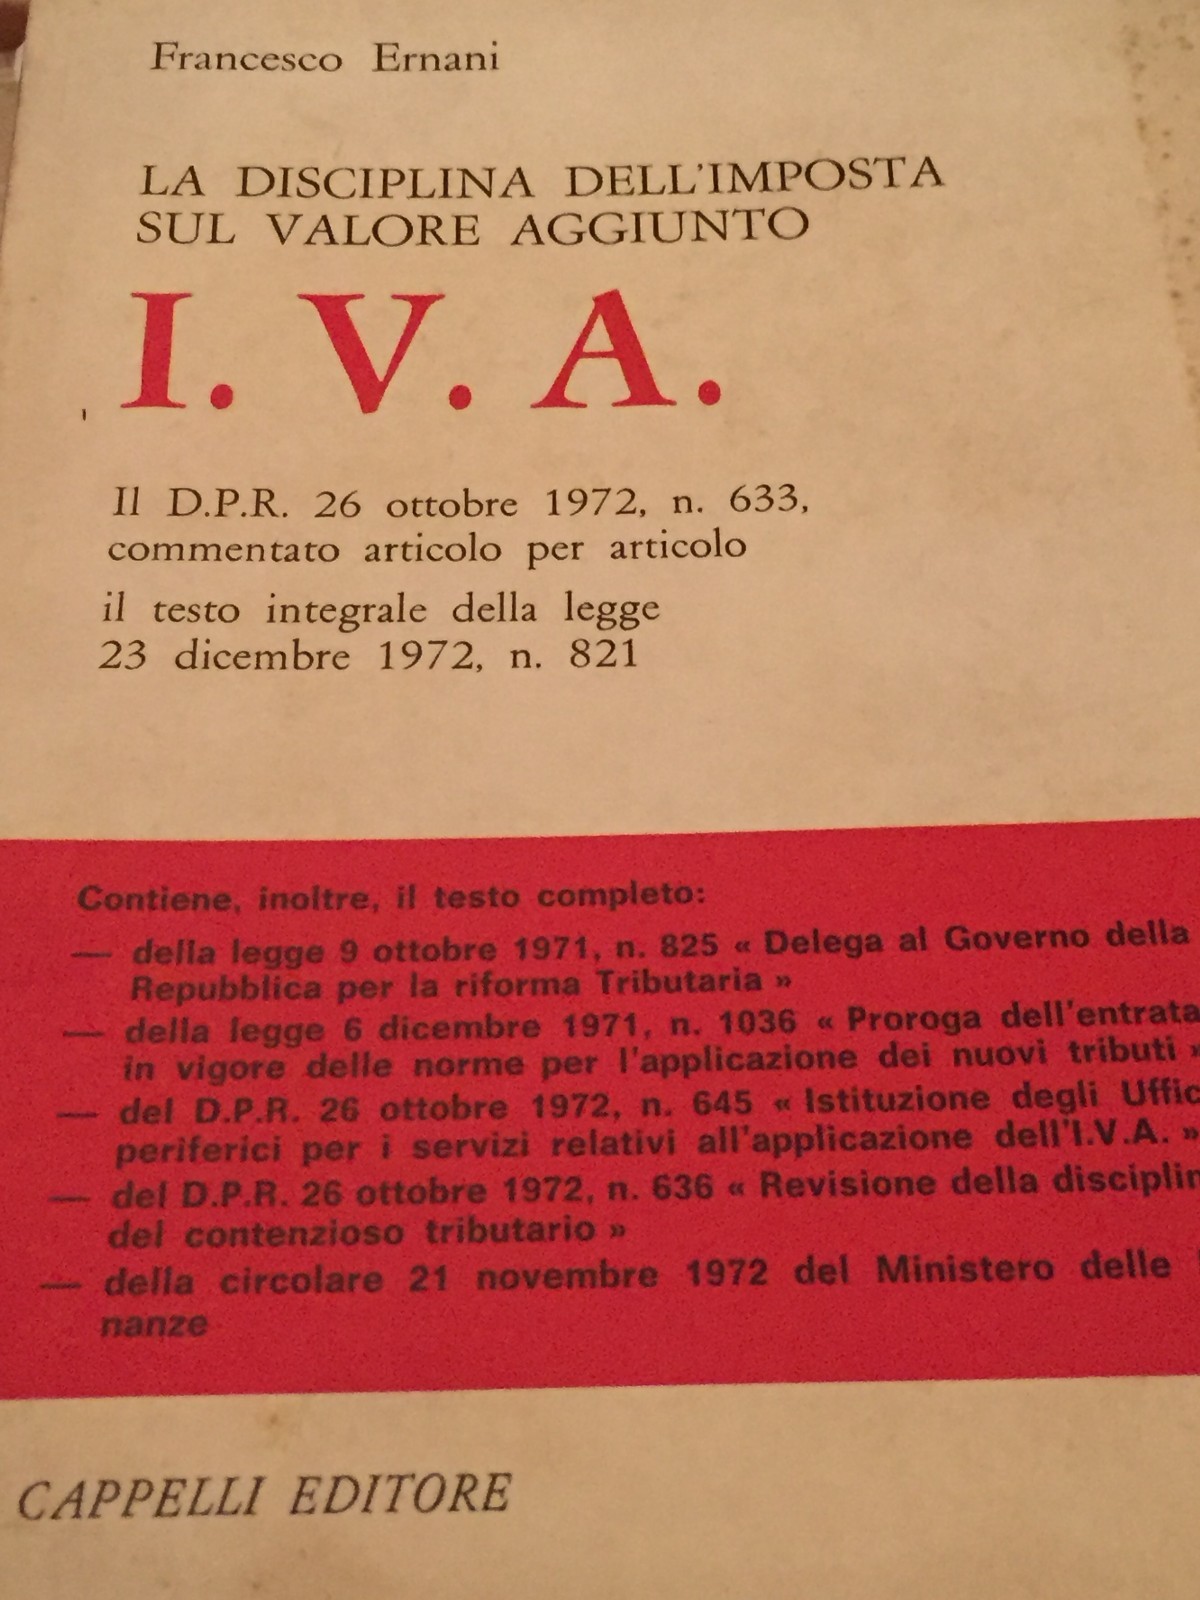 Francesco Ernani
LA DISCIPLINA DELL'IMPOSTA
SUL VALORE AGGIUNTO
I. V. A.
Il D.P.R. 26 ottobre 1972, n. 633,
commentato articolo per articolo
il testo integrale della legge
23 dicembre 1972, n. 821
Contiene, inoltre, il testo completo:
— della legge 9 ottobre 1971, n. 825 « Delega al Governo della
Repubblica per la riforma Tributaria »
— della legge 6 dicembre 1971, n. 1036 « Proroga dell'entrata
in vigore delle norme per l'applicazione dei nuovi tributi »
— del D.P.R. 26 ottobre 1972, n. 645 « Istituzione degli Uffic
periferici per i servizi relativi all'applicazione dell'I.V.A. »
— del D.P.R. 26 ottobre 1972, n. 636 « Revisione della disciplin
del contenzioso tributario »
— della circolare 21 novembre 1972 del Ministero delle
nanze
CAPPELLI EDITORE